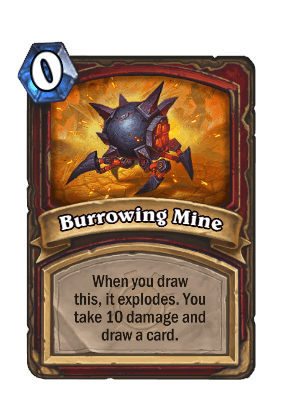 0
Burrowing Mine
When you draw
this, it explodes. You
take 10 damage and
draw a card.